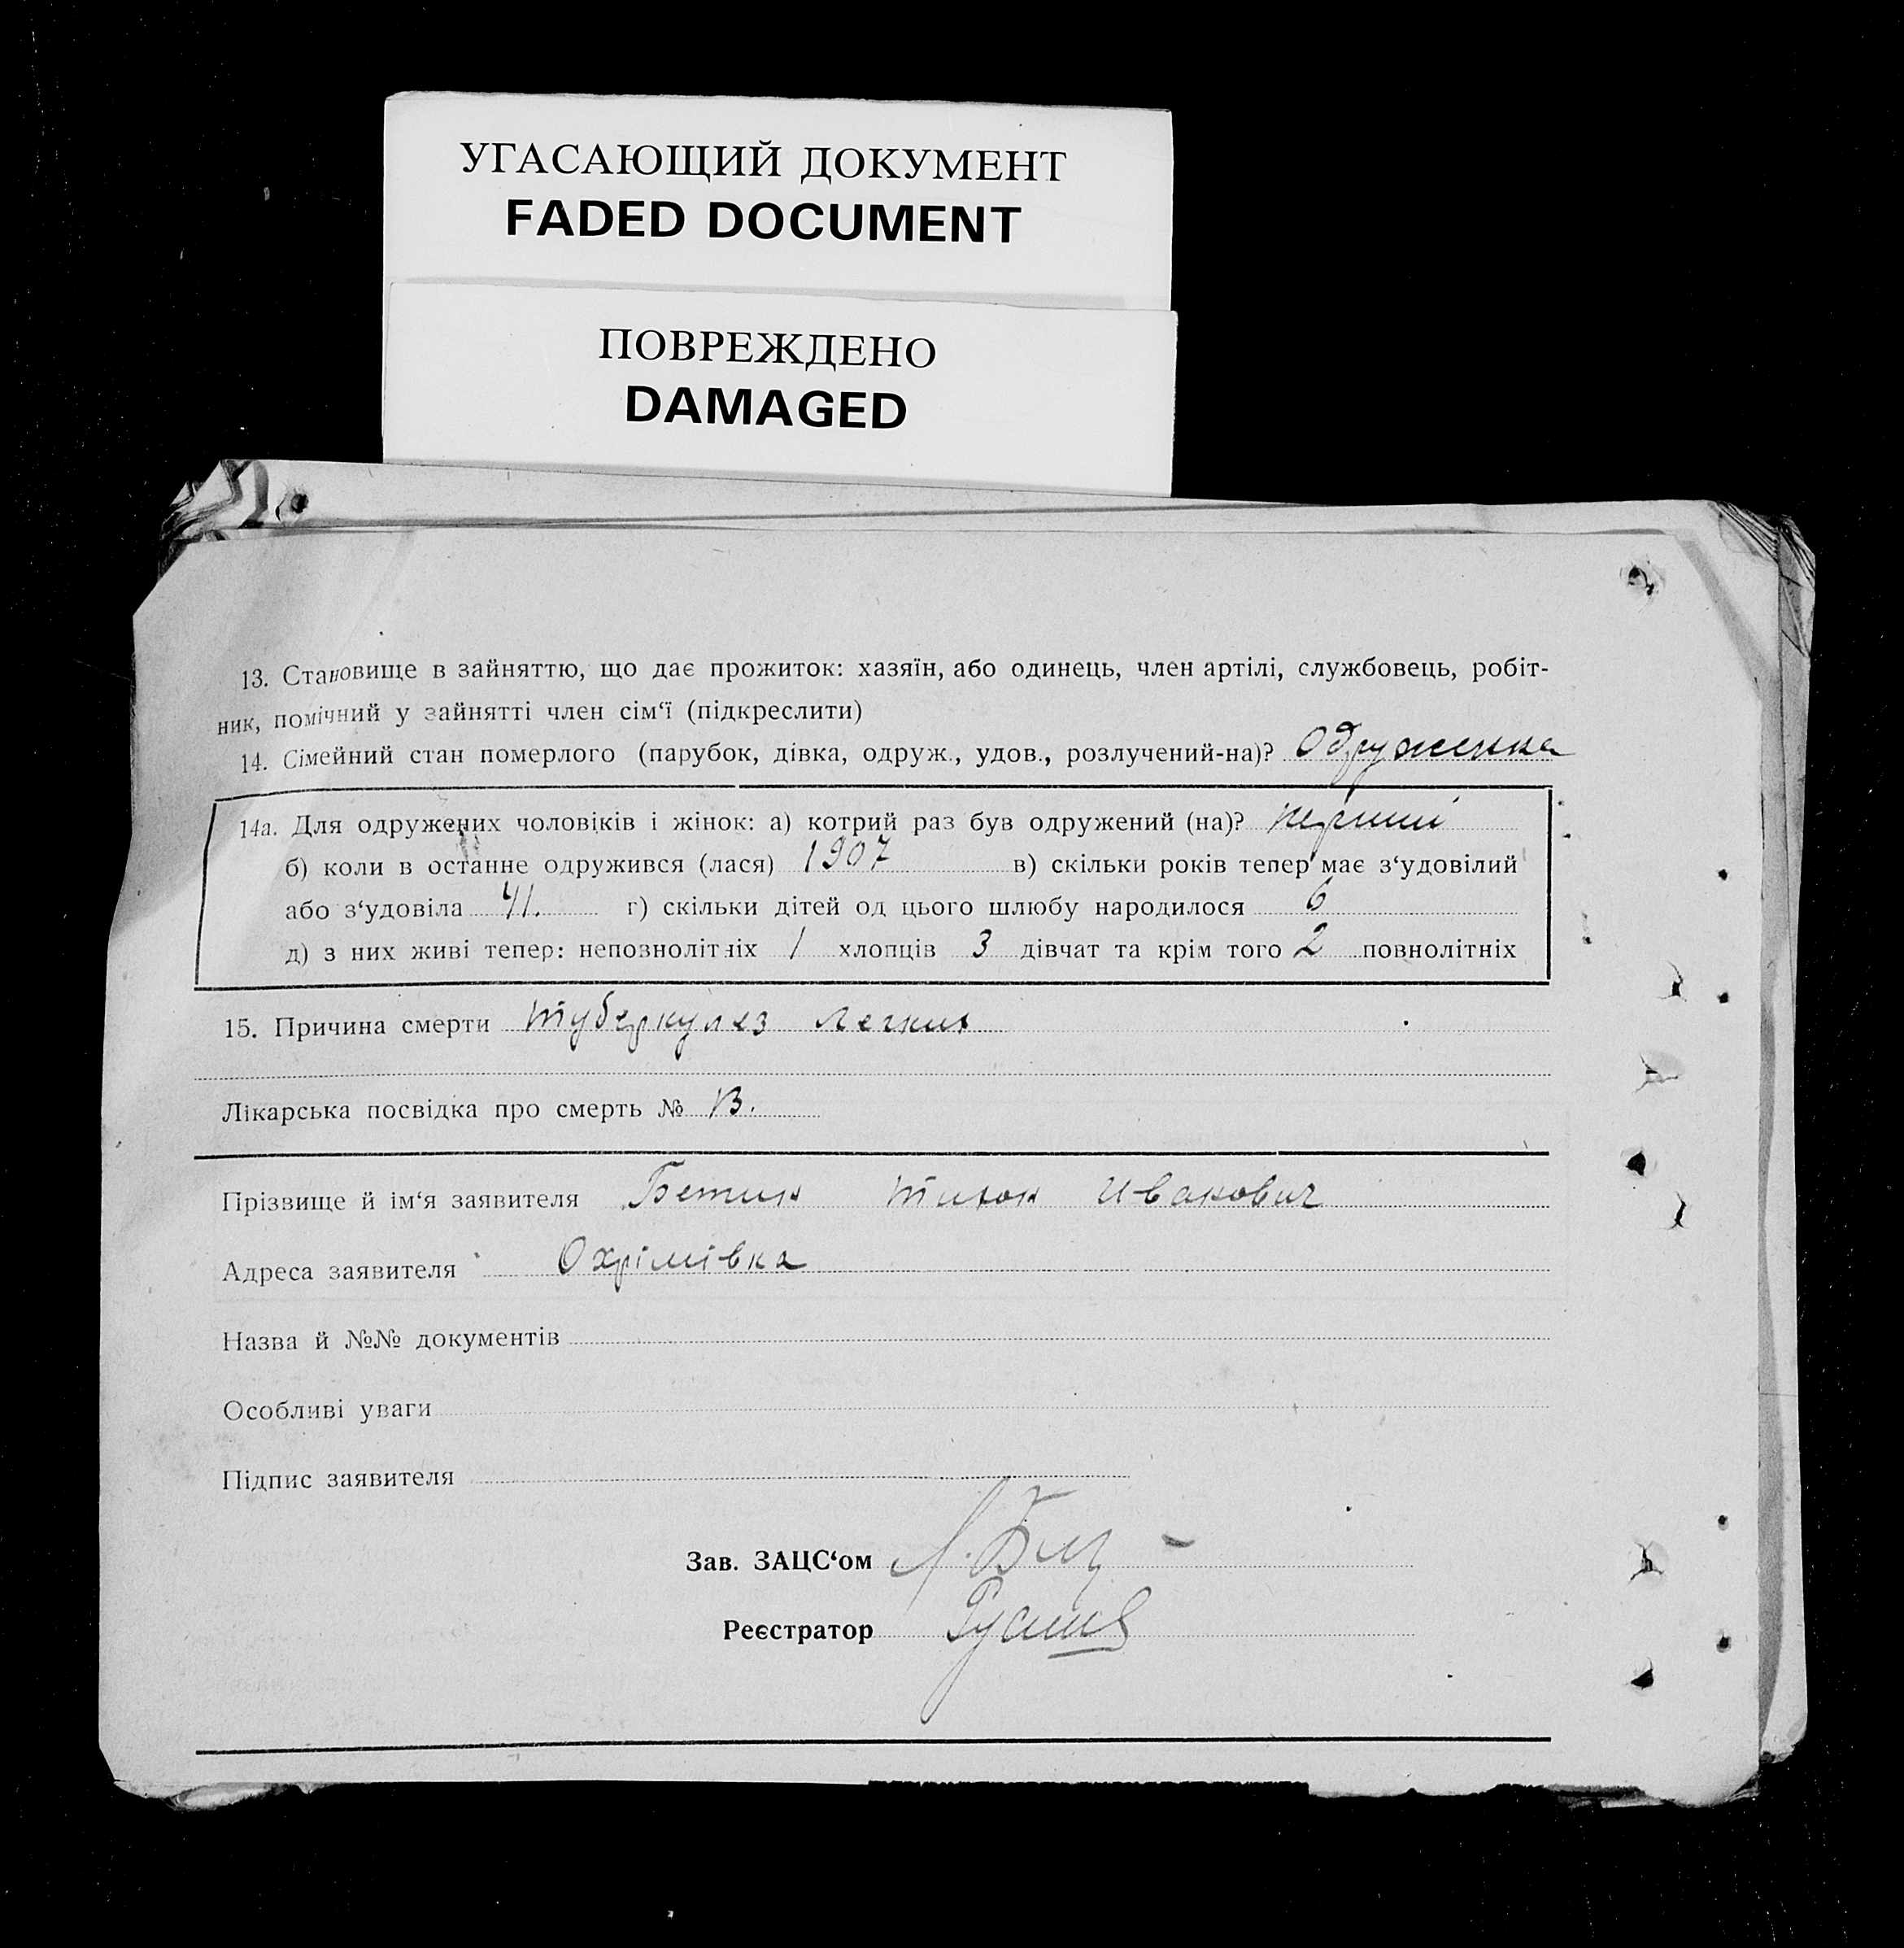 УГАСАЮЩИЙ ДОКУМЕНТ
FADED DOCUMENT
ПОВРЕЖДЕНО
DAMAGED
13. Становище в зайняттю, що дає прожиток: хазяїн, або одинець, член артілі, службовець, робіт-
ник, помічний у зайнятті член сім‘ї (підкреслити)
14. Сімейний стан померлого (парубок, дівка, одруж., удов., розлучений-на)? Одруженна
14а. Для одружених чоловіків і жінок: а) котрий раз був одружений (на)? перший
б) коли в останне одружився (лася) 1907 в) скільки років тепер має з‘удовілий
або з‘удовіла 41. г) скільки дітей од цього шлюбу народилося 6
д) з них живі тепер: неповнолітніх 1 хлопців 3 дівчат та крім того 2 повнолітніх
15. Причина смерти туберкулез легких
Лікарська посвідка про смерть №
Прізвище й ім‘я заявителя Бетин Тихон Иванович
Адреса заявителя Охрімівка
Назва й №№ документів
Особливі уваги
Підпис заявителя
Зав. ЗАЦС‘ом
Реєстратор